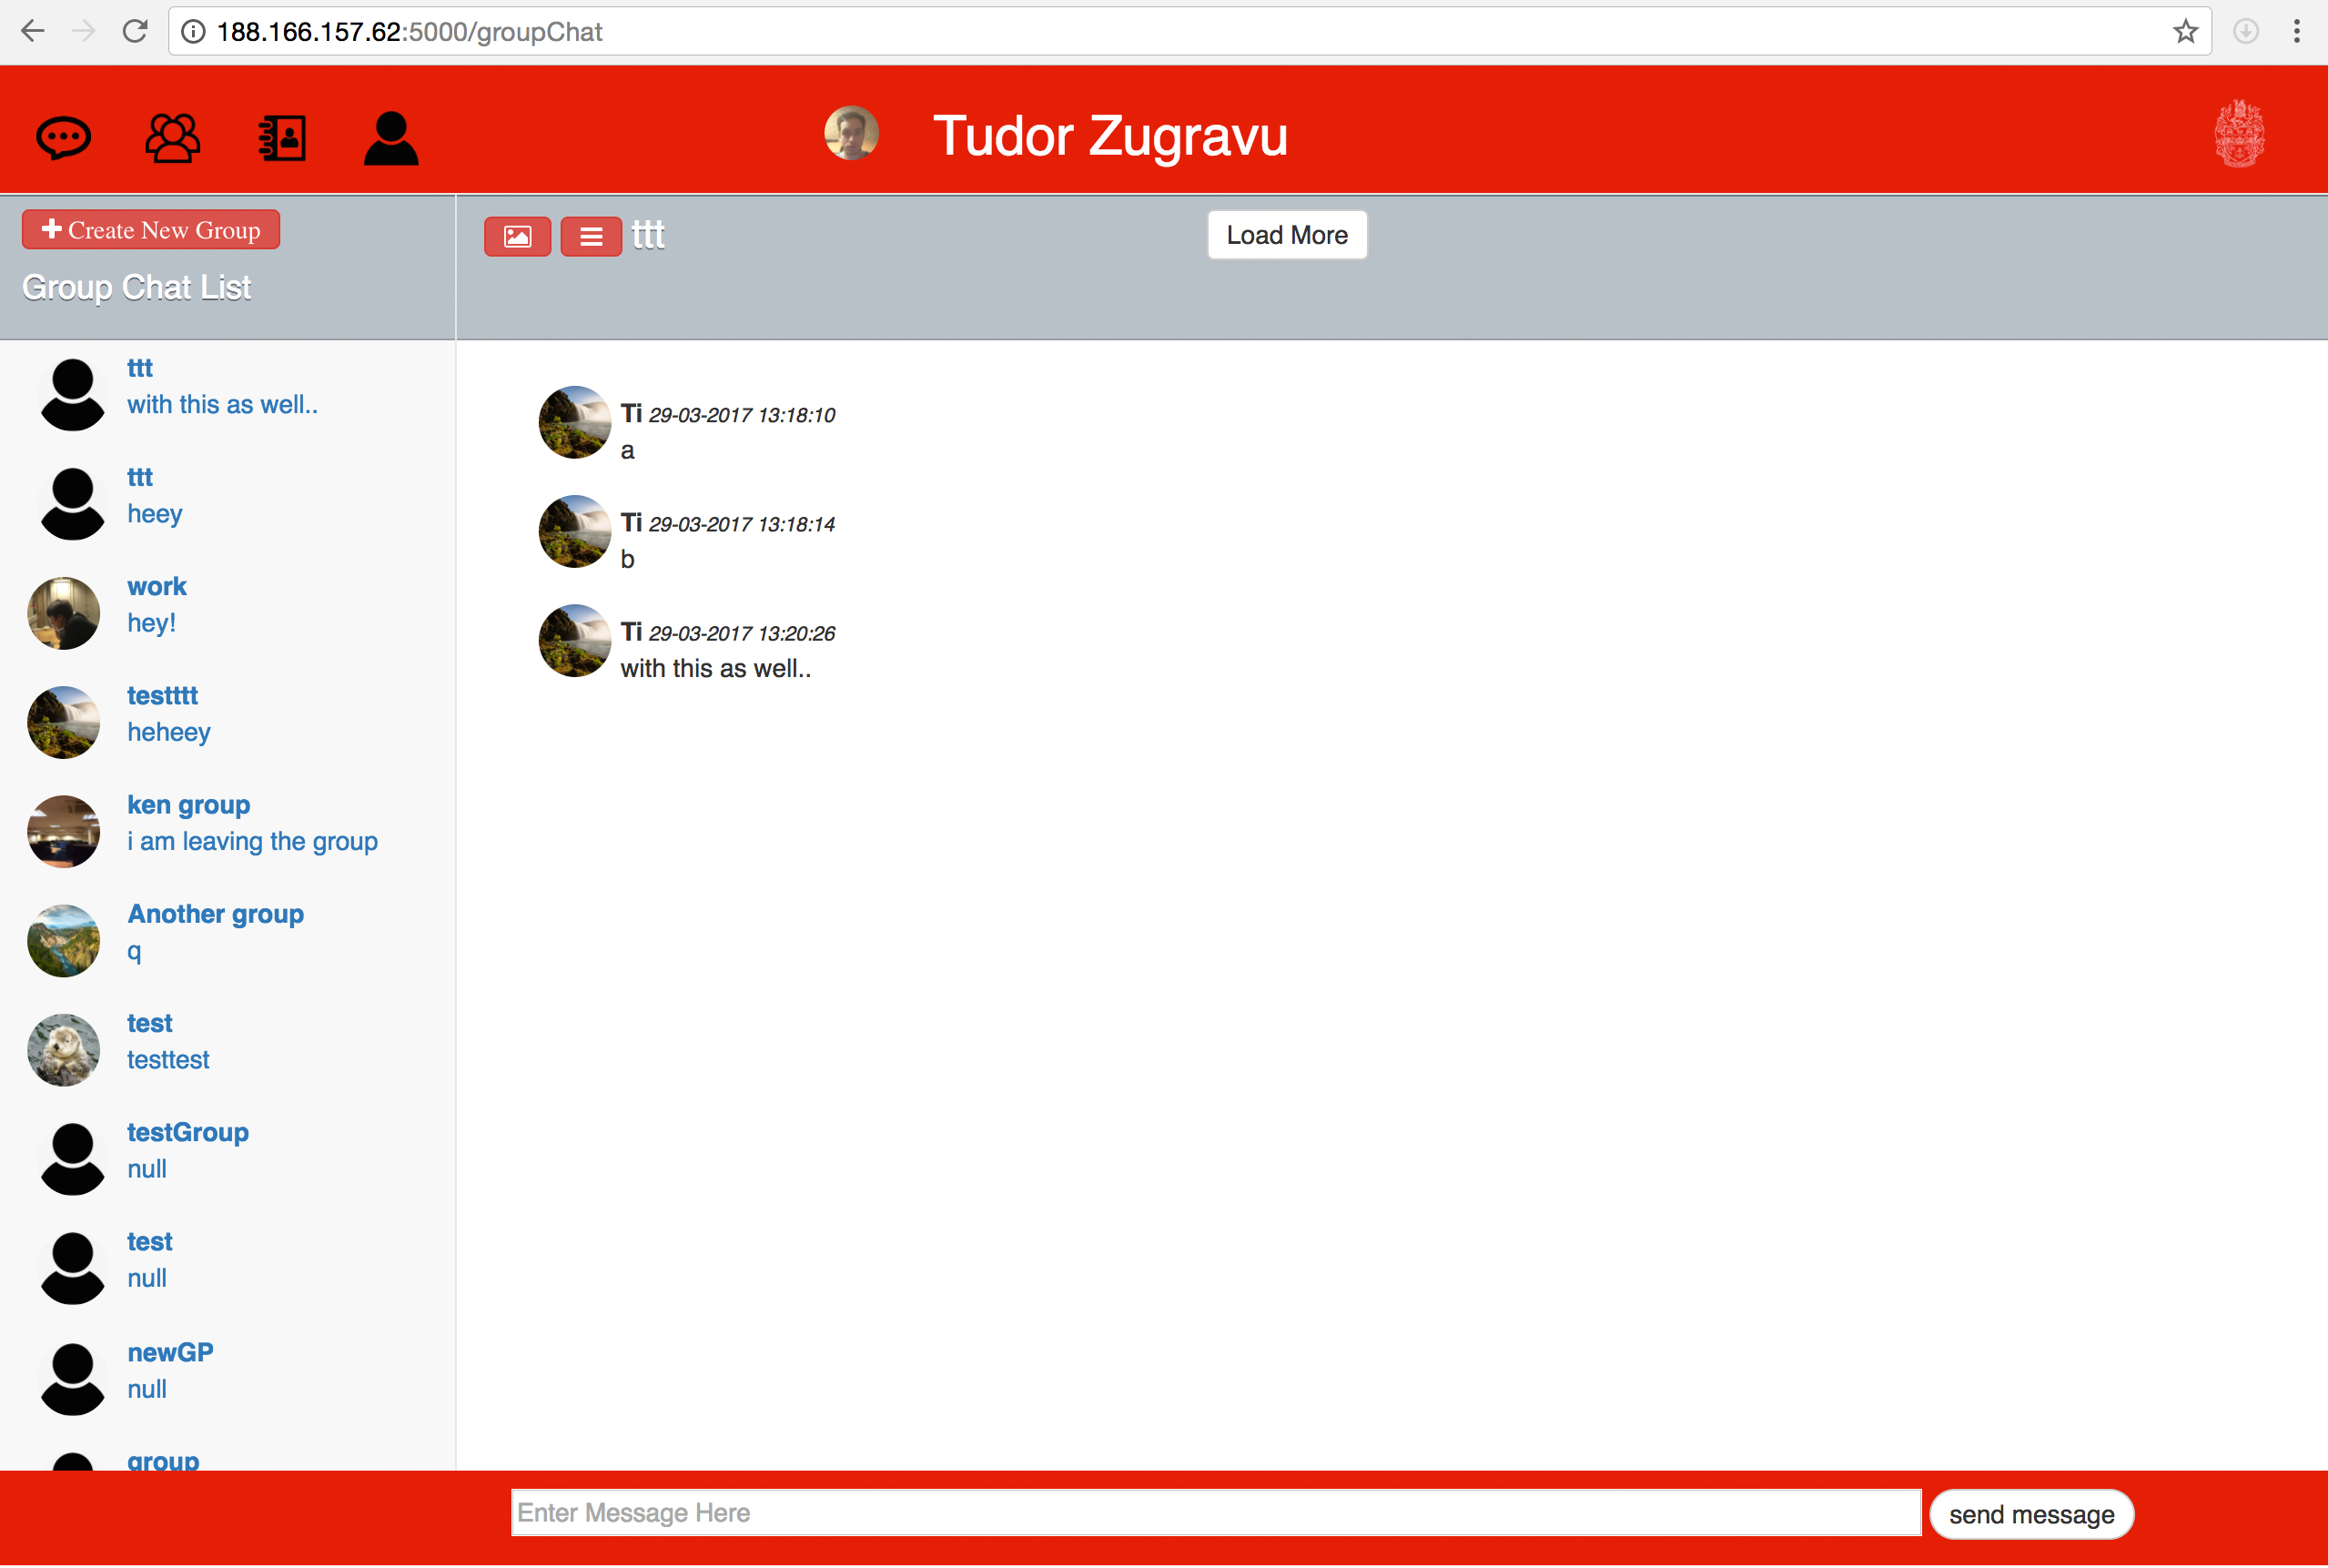 188.166.157.62:5000/groupChat
Tudor Zugravu
Create New Group
Group Chat List
ttt
with this as well..
ttt
heey
work
hey!
testttt
heheey
ken group
i am leaving the group
Another group
q
test
testtest
testGroup
null
test
null
newGP
null
group
ttt
Load More
Ti 29-03-2017 13:18:10
a
Ti 29-03-2017 13:18:14
b
Ti 29-03-2017 13:20:26
with this as well..
Enter Message Here
send message